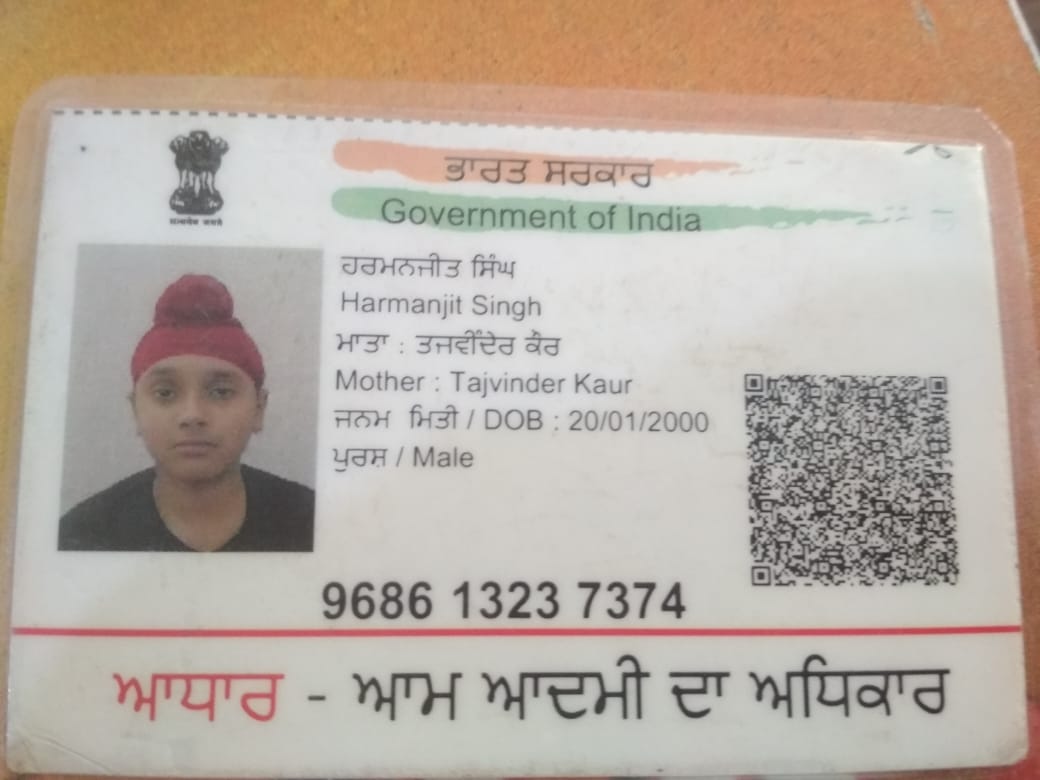 ਭਾਰਤ ਸਰਕਾਰ
Government of India
ਹਰਮਨਜੀਤ ਸਿੰਘ
Harmanjit Singh
ਮਾਤਾ : ਤਜਵੀਂਦੇਰ ਕੌਰ
Mother : Tajvinder Kaur
ਜਨਮ ਮਿਤੀ / DOB : 20/01/2000
ਪੁਰਸ਼ / Male
9686 1323 7374
ਆਧਾਰ - ਆਮ ਆਦਮੀ ਦਾ ਅਧਿਕਾਰ